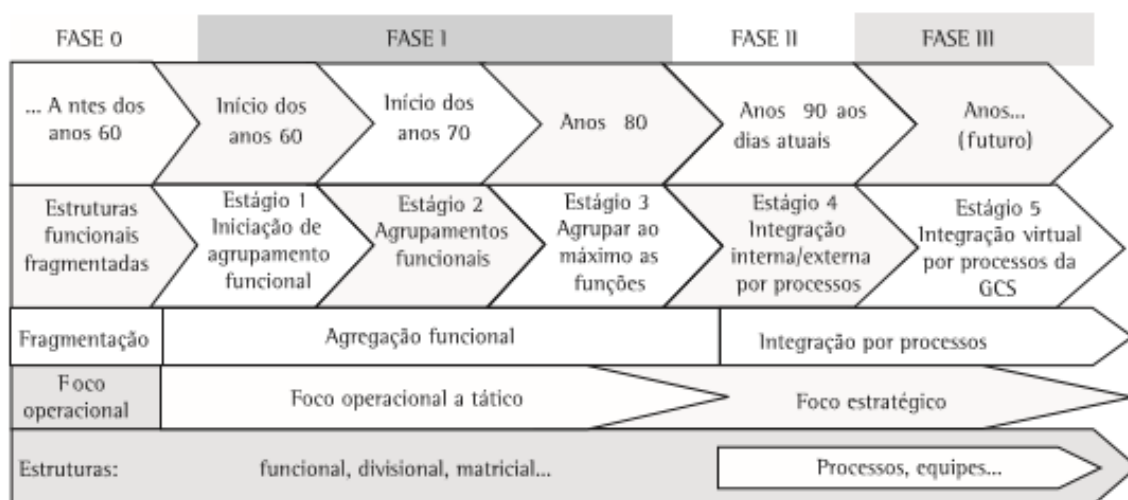 FASE 0
FASE I
FASE II
FASE III
... A ntes dos
anos 60
Início dos
anos 60
Início dos
anos 70
Anos 80
Anos 90 aos
dias atuais
Anos...
(futuro)
Estruturas
funcionais
fragmentadas
Estágio 1
Iniciação de
agrupamento
funcional
Estágio 2
Agrupamentos
funcionais
Estágio 3
Agrupar ao
máximo as
funções
Estágio 4
Integração
interna/externa
por processos
Estágio 5
Integração virtual
por processos da
GCS
Fragmentação
Agregação funcional
Integração por processos
Foco
operacional
Foco operacional a tático
Foco estratégico
Estruturas:
funcional, divisional, matricial...
Processos, equipes...